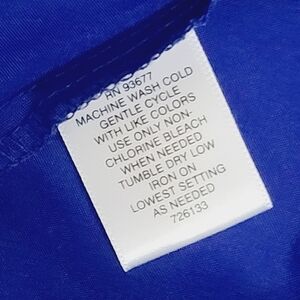 RN 93677
MACHINE WASH COLD
GENTLE CYCLE
WITH LIKE COLORS
USE ONLY NON-
CHLORINE BLEACH
WHEN NEEDED
TUMBLE DRY LOW
IRON ON
LOWEST SETTING
AS NEEDED
726133